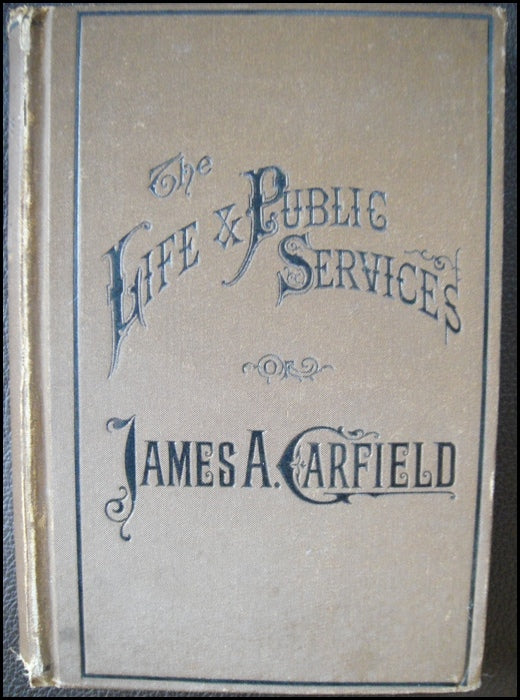 The
LIFE & PUBLIC
SERVICES
OF
JAMES A. GARFIELD